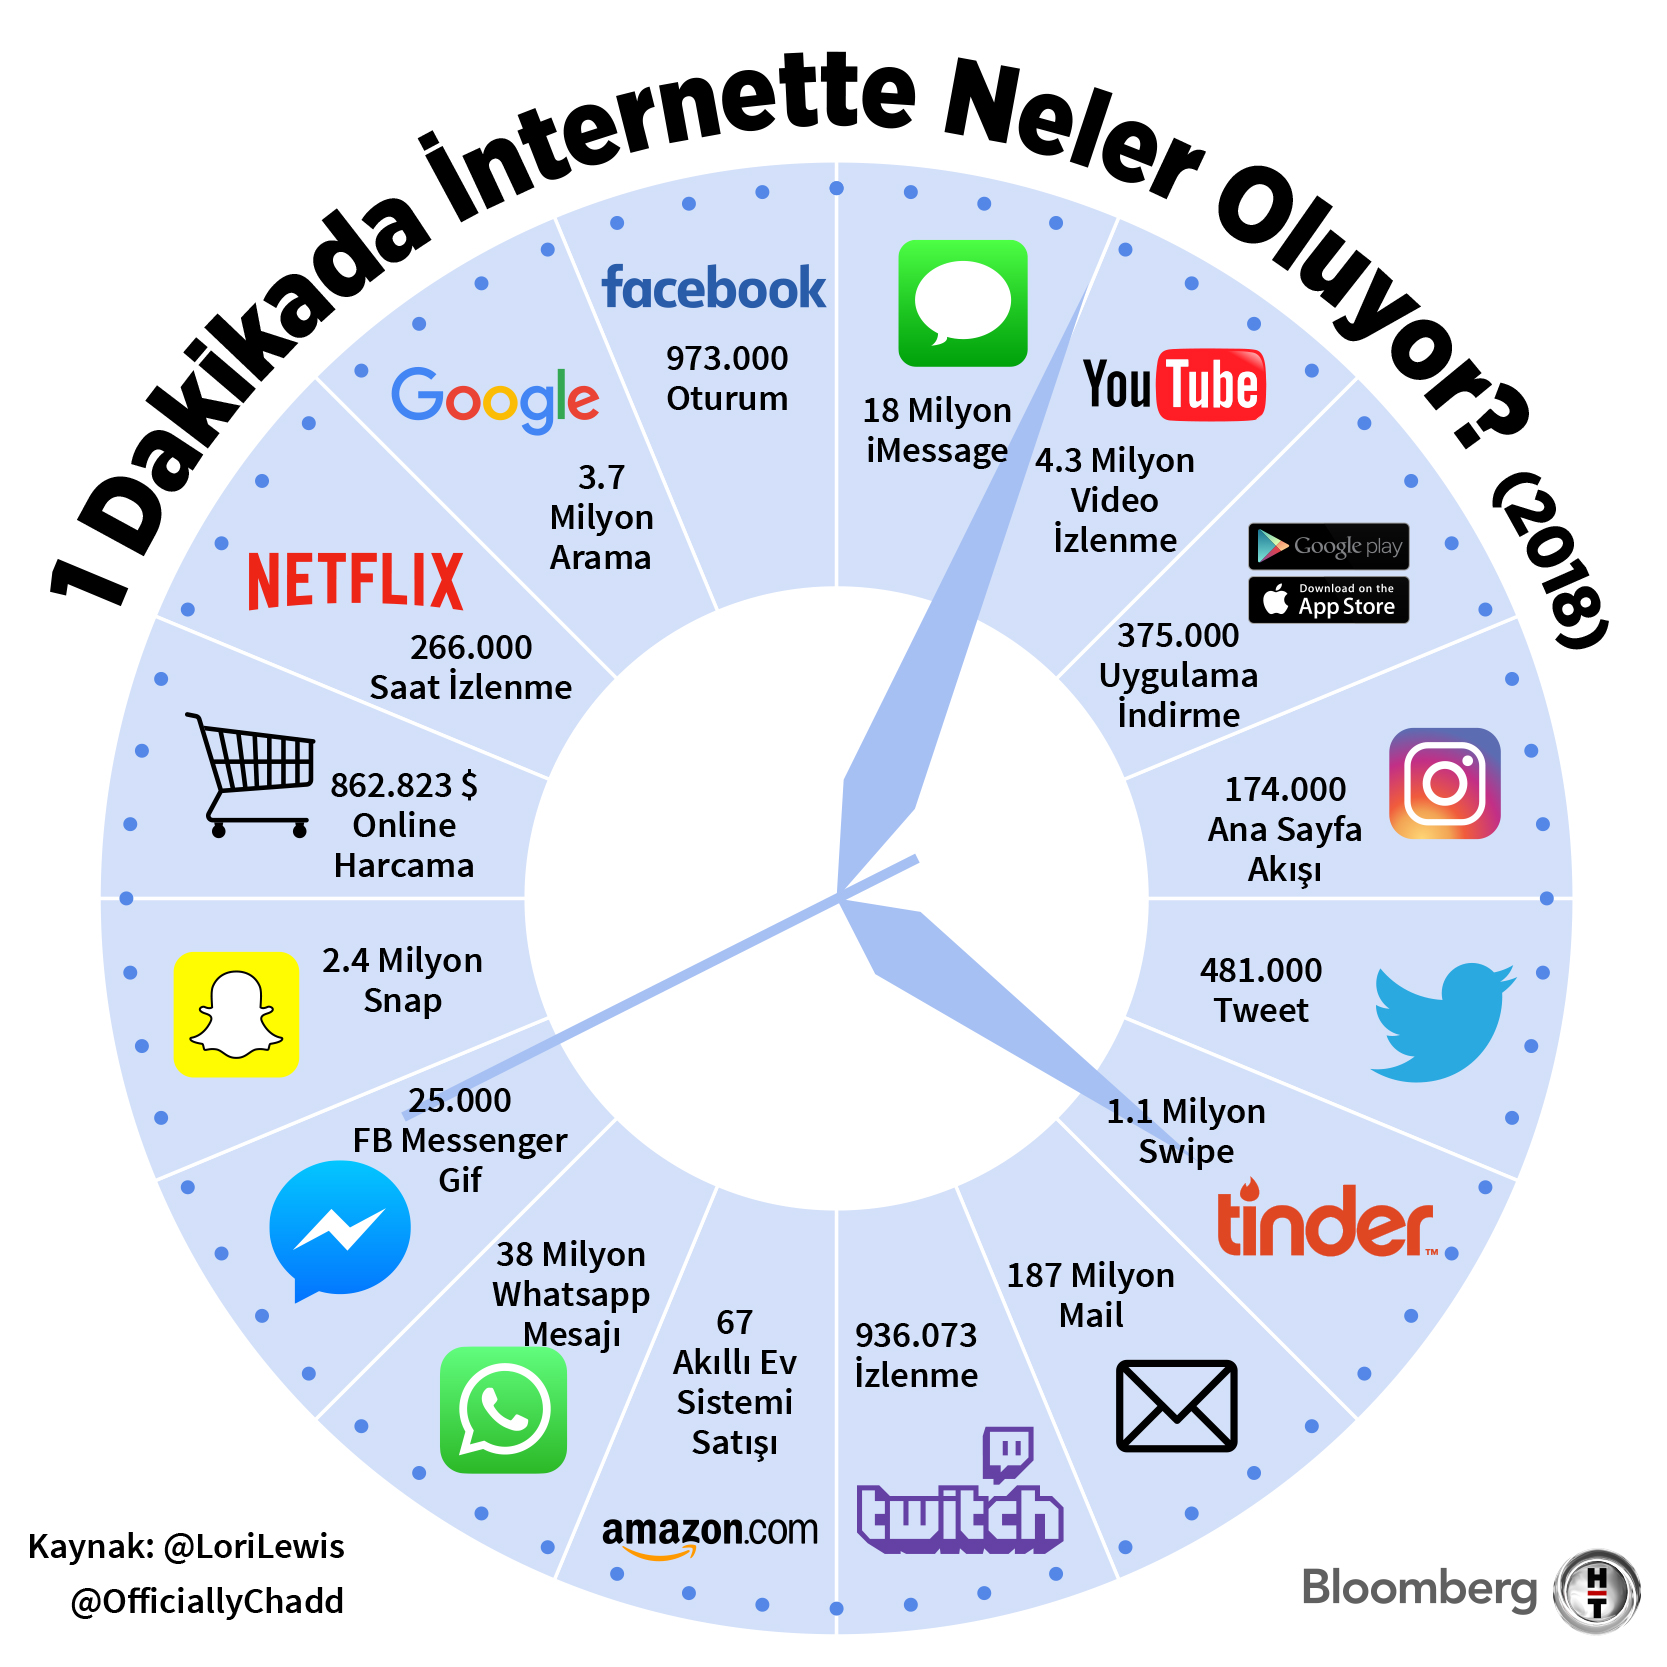 1 Dakikada İnternette Neler Oluyor? (2018)
facebook
973.000
Oturum
18 Milyon
iMessage
YouTube
4.3 Milyon
Video
İzlenme
Google play
Download on the
App Store
375.000
Uygulama
İndirme
174.000
Ana Sayfa
Akışı
481.000
Tweet
1.1 Milyon
Swipe
tinder™
187 Milyon
Mail
936.073
İzlenme
twitch
67
Akıllı Ev
Sistemi
Satışı
amazon.com
38 Milyon
Whatsapp
Mesajı
25.000
FB Messenger
Gif
2.4 Milyon
Snap
862.823 $
Online
Harcama
NETFLIX
266.000
Saat İzlenme
Google
3.7
Milyon
Arama
Kaynak: @LoriLewis
@OfficiallyChadd
Bloomberg HT